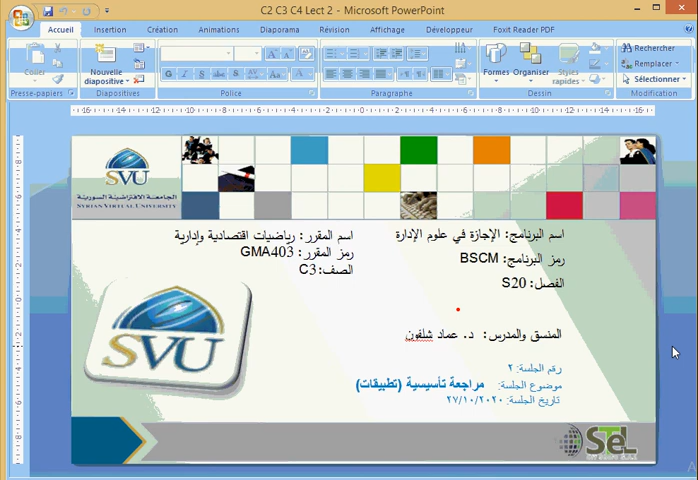 C2 C3 C4 Lect 2 - Microsoft PowerPoint
Accueil Insertion Création Animations Diaporama Révision Affichage Développeur Foxit Reader PDF
Coller
Nouvelle diapositive
Formes Organiser Styles rapides
Rechercher
Remplacer
Sélectionner
Presse-papiers Diapositives Police Paragraphe Dessin Modification
SVU
الجامعة الافتراضية السورية
SYRIAN VIRTUAL UNIVERSITY
اسم البرنامج: الإجازة في علوم الإدارة
رمز البرنامج: BSCM
الفصل: S20
اسم المقرر: رياضيات اقتصادية وإدارية
رمز المقرر: GMA403
الصف: C3
SVU
المنسق والمدرس: د. عماد شلغون
رقم الجلسة: ٢
موضوع الجلسة: مراجعة تأسيسية (تطبيقات)
تاريخ الجلسة: ٢٧/١٠/٢٠٢٠